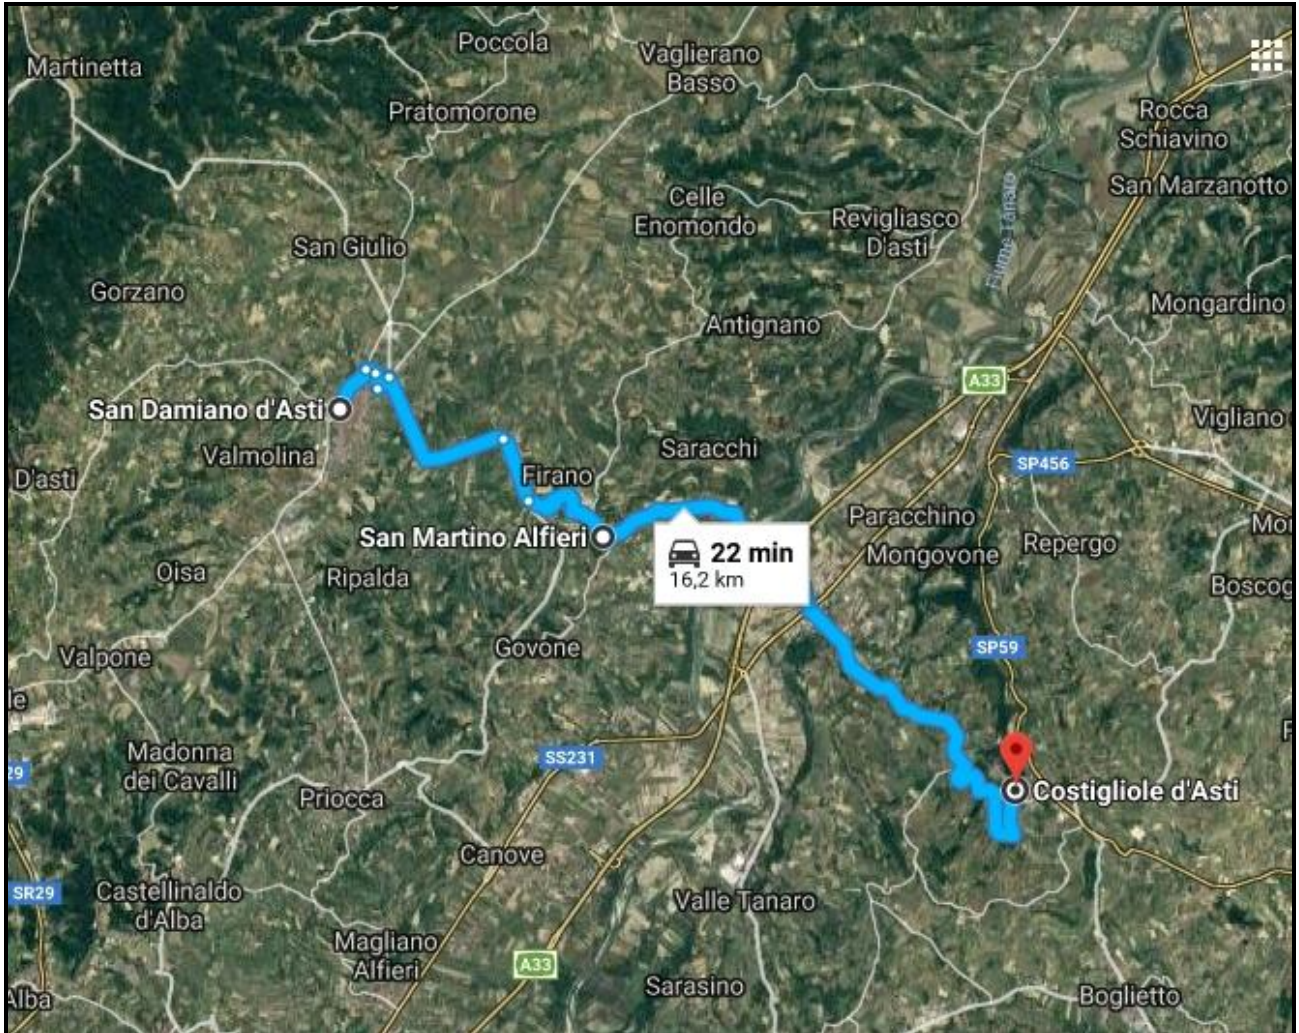 Poccola
Martinetta
Vaglierano
Basso
Pratomorone
Rocca
Schiavino
San Marzanotto
Celle
Enomondo
Revigliasco
D'asti
Fiume Tanaro
San Giulio
Gorzano
Mongardino
Antignano
A33
San Damiano d'Asti
Vigliano
Valmolina
Saracchi
SP456
D'asti
Firano
Paracchino
Mongovone
Repergo
San Martino Alfieri
22 min
16,2 km
Oisa
Ripalda
Govone
SP59
Valpone
Madonna
dei Cavalli
SS231
29
Priocca
Costigliole d'Asti
Canove
SR29
Castellinaldo
d'Alba
Valle Tanaro
Magliano
Alfieri
A33
Sarasino
Boglietto
Alba